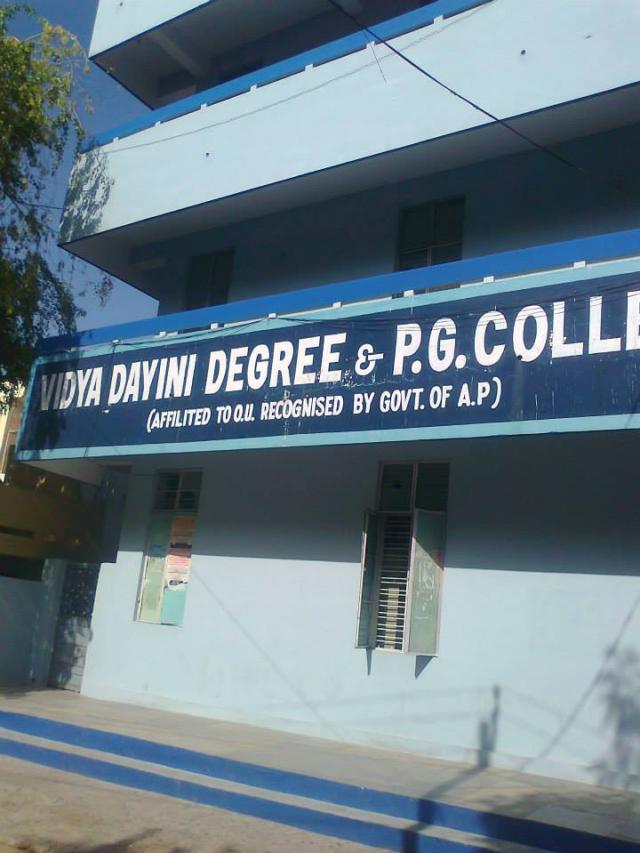 VIDYA DAYINI DEGREE & P.G. COLLE
(AFFILITED TO O.U. RECOGNISED BY GOVT. OF A.P)